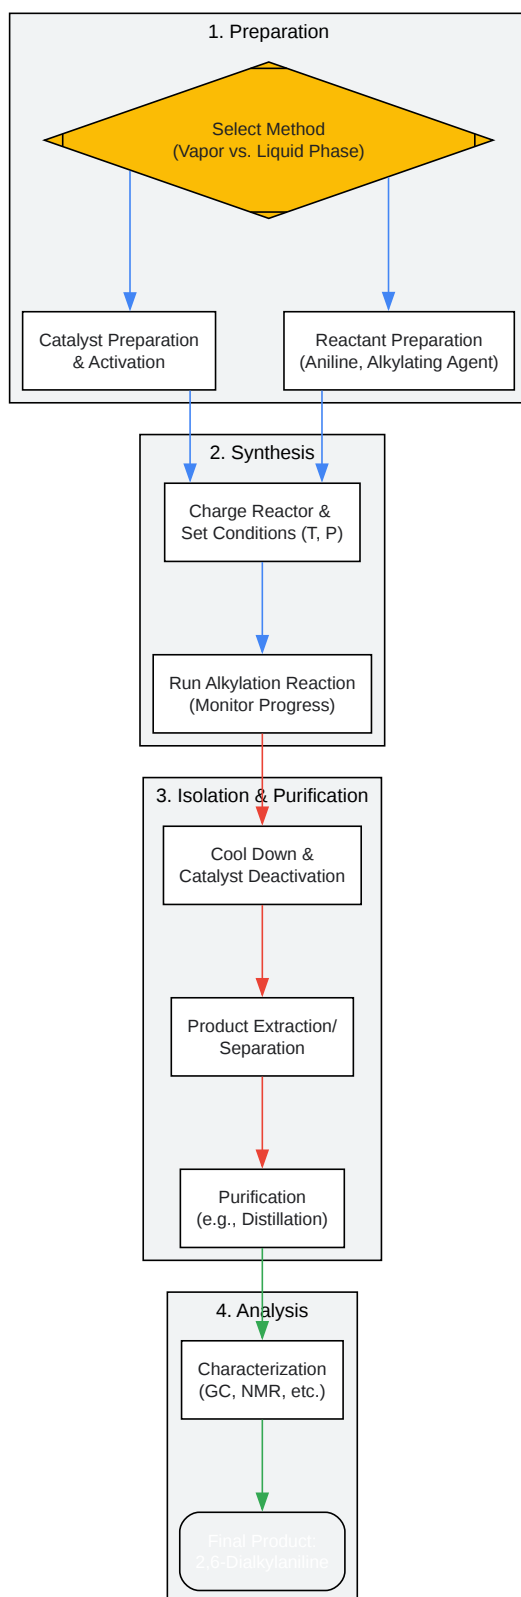 1. Preparation
Select Method
(Vapor vs. Liquid Phase)
Catalyst Preparation
& Activation
Reactant Preparation
(Aniline, Alkylating Agent)
2. Synthesis
Charge Reactor &
Set Conditions (T, P)
Run Alkylation Reaction
(Monitor Progress)
3. Isolation & Purification
Cool Down &
Catalyst Deactivation
Product Extraction/
Separation
Purification
(e.g., Distillation)
4. Analysis
Characterization
(GC, NMR, etc.)
Final Product:
2,6-Dialkylaniline